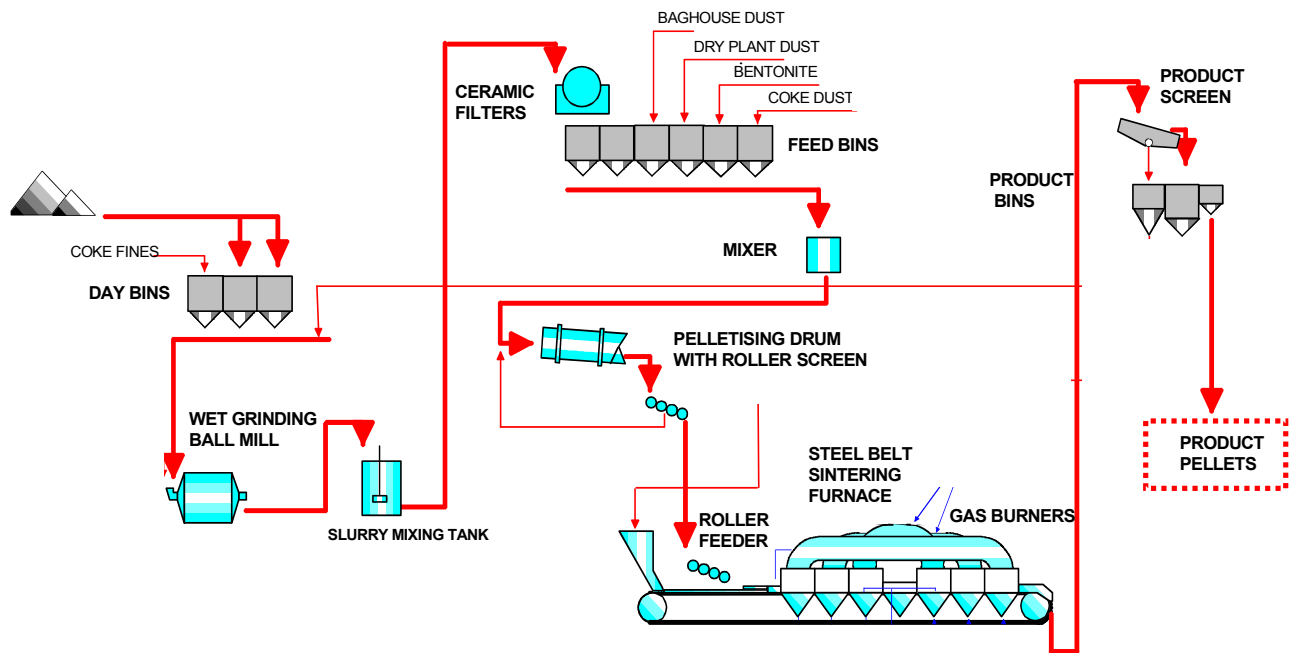 BAGHOUSE DUST
DRY PLANT DUST
BENTONITE
COKE DUST
CERAMIC
FILTERS
FEED BINS
PRODUCT
SCREEN
PRODUCT
BINS
MIXER
COKE FINES
DAY BINS
PELLETISING DRUM
WITH ROLLER SCREEN
WET GRINDING
BALL MILL
SLURRY MIXING TANK
STEEL BELT
SINTERING
FURNACE
GAS BURNERS
ROLLER
FEEDER
PRODUCT
PELLETS